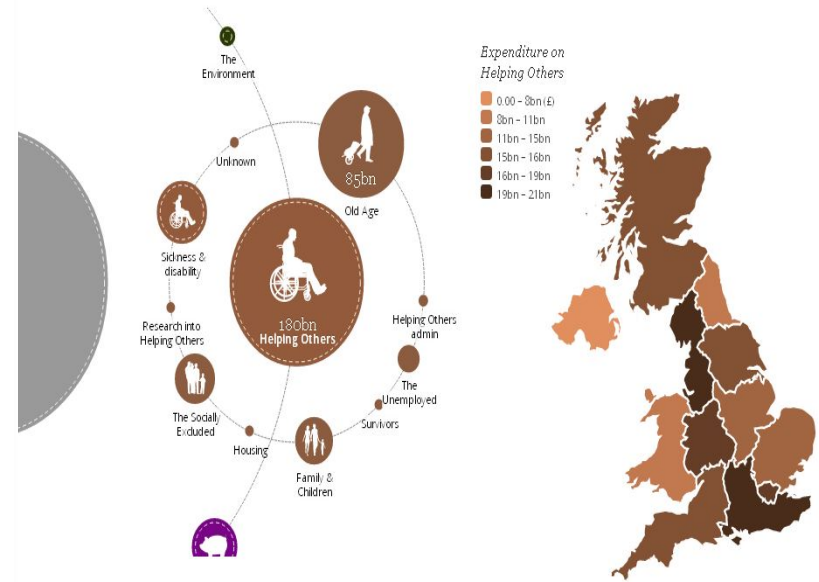 The
Environment
Unknown
85bn
Old Age
Sickness &
disability
180bn
Helping Others
Research into
Helping Others
Helping Others
admin
The Socially
Excluded
The
Unemployed
Survivors
Housing
Family &
Children
Expenditure on
Helping Others
0.00 – 8bn (£)
8bn – 11bn
11bn – 15bn
15bn – 16bn
16bn – 19bn
19bn – 21bn